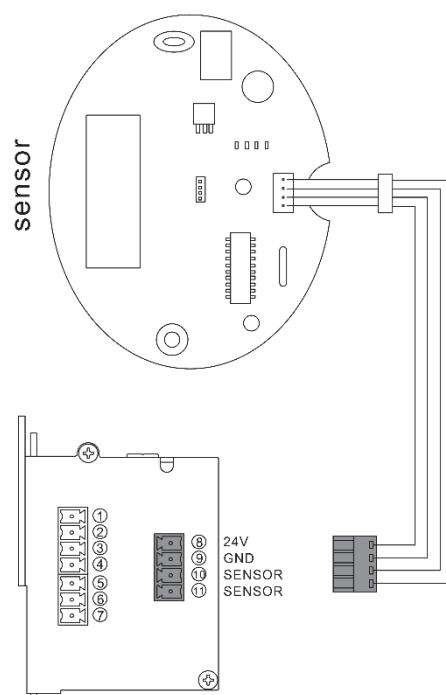 sensor
①
②
③
④
⑤
⑥
⑦
⑧ 24V
⑨ GND
⑩ SENSOR
⑪ SENSOR